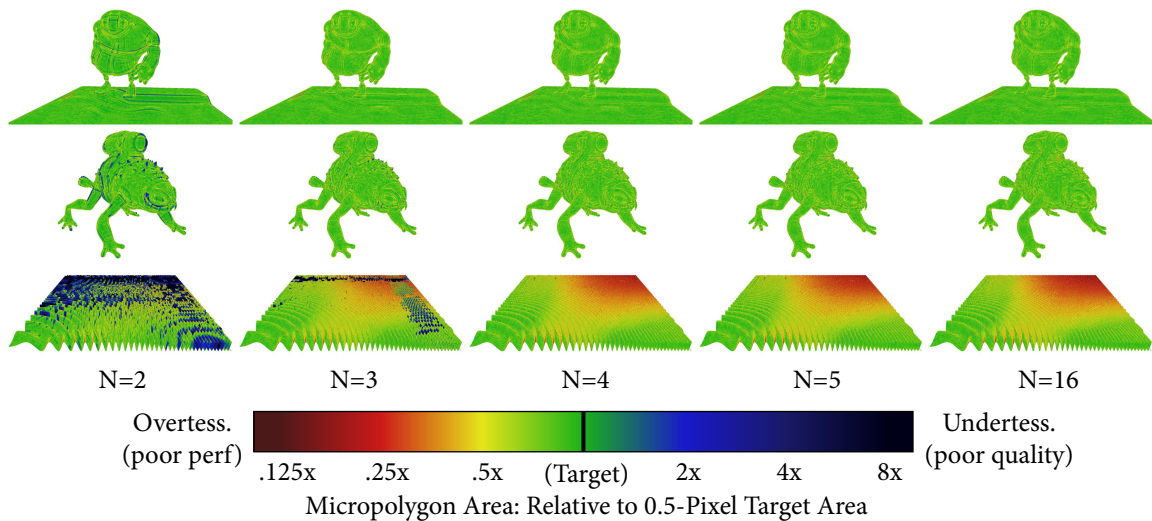 N=2 N=3 N=4 N=5 N=16
Overtess. Undertess.
(poor perf) (poor quality)
.125x .25x .5x (Target) 2x 4x 8x
Micropolygon Area: Relative to 0.5-Pixel Target Area